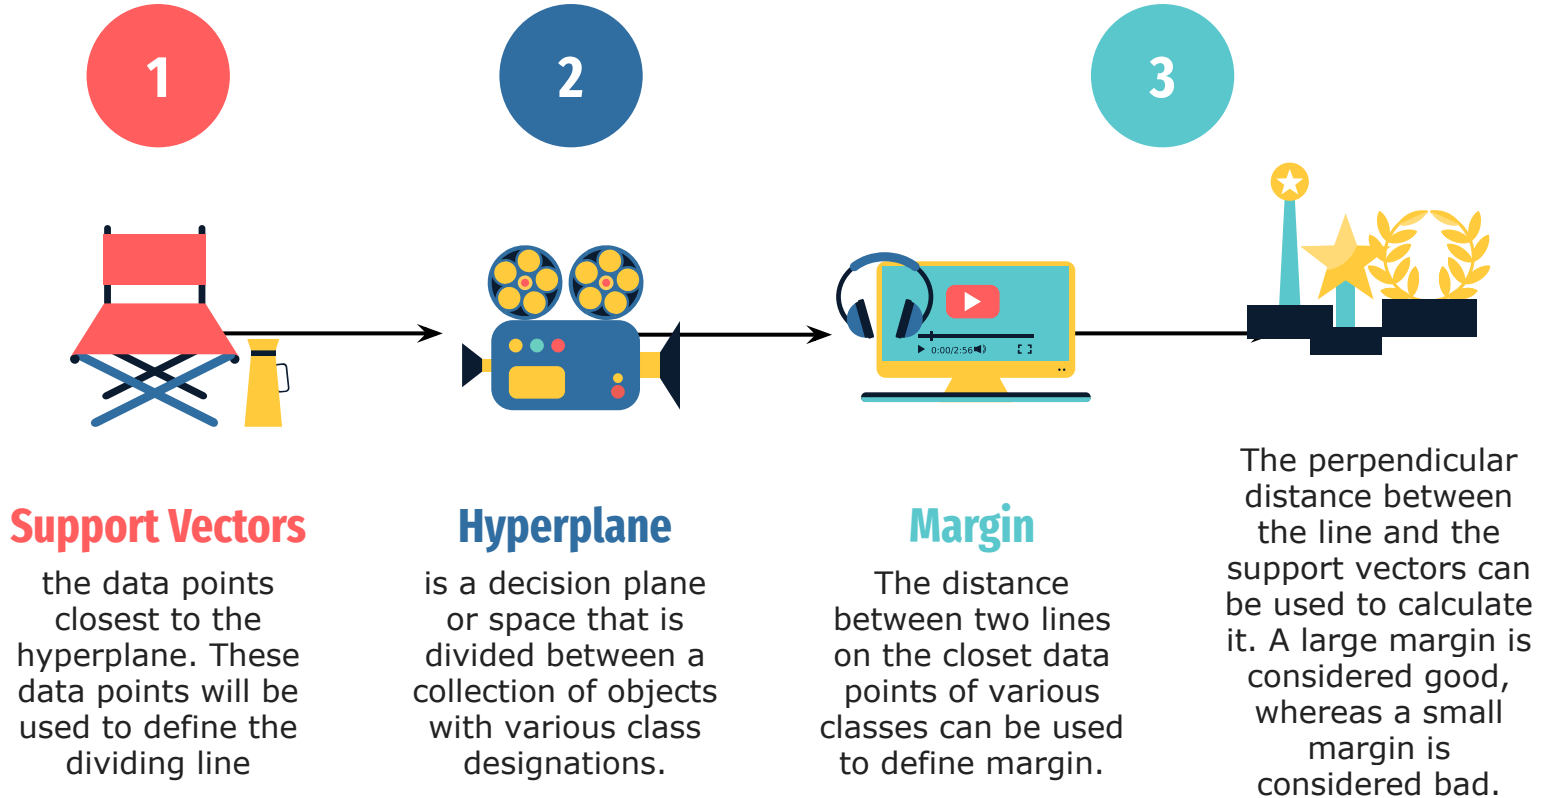 1
2
3
0:00/2:56
Support Vectors
the data points
closest to the
hyperplane. These
data points will be
used to define the
dividing line
Hyperplane
is a decision plane
or space that is
divided between a
collection of objects
with various class
designations.
Margin
The distance
between two lines
on the closet data
points of various
classes can be used
to define margin.
The perpendicular
distance between
the line and the
support vectors can
be used to calculate
it. A large margin is
considered good,
whereas a small
margin is
considered bad.